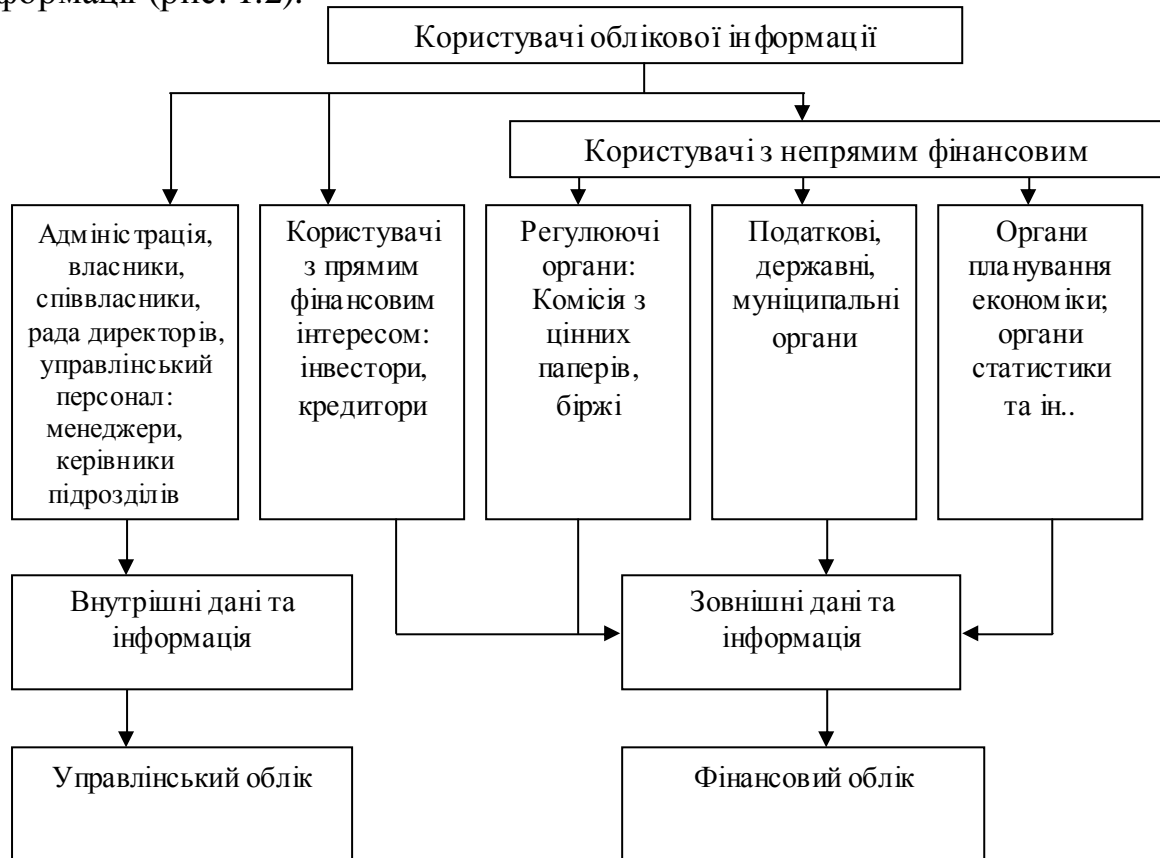 формації (рис. 1.2).
Користувачі облікової інформації
Користувачі з непрямим фінансовим
Адміністрація,
власники,
співвласники,
рада директорів,
управлінський
персонал:
менеджери,
керівники
підрозділів
Користувачі
з прямим
фінансовим
інтересом:
інвестори,
кредитори
Регулюючі
органи:
Комісія з
цінних
паперів,
біржі
Податкові,
державні,
муніципальні
органи
Органи
планування
економіки;
органи
статистики
та ін..
Внутрішні дані та
інформація
Зовнішні дані та
інформація
Управлінський облік
Фінансовий облік